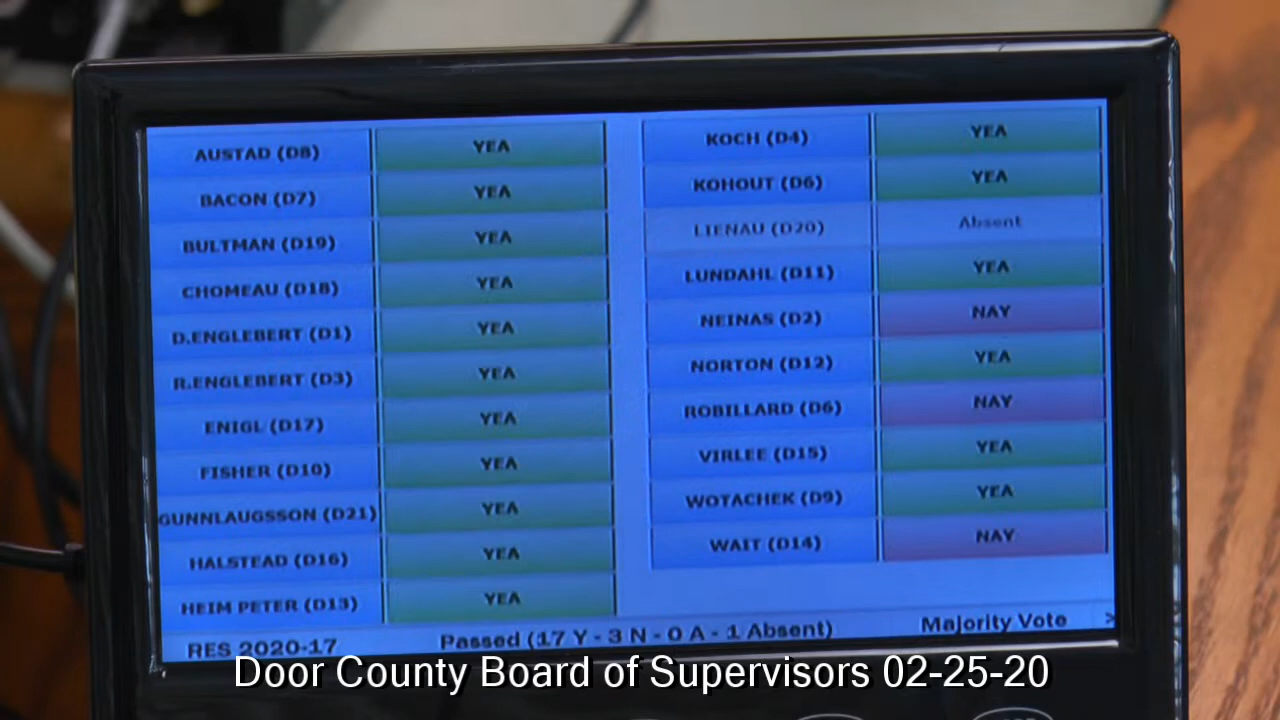 AUSTAD (D8) YEA
BACON (D7) YEA
BULTMAN (D19) YEA
CHOMEAU (D18) YEA
D.ENGLEBERT (D1) YEA
R.ENGLEBERT (D3) YEA
ENIGL (D17) YEA
FISHER (D10) YEA
GUNNLAUGSSON (D21) YEA
HALSTEAD (D16) YEA
HEIM PETER (D13) YEA
KOCH (D4) YEA
KOHOUT (D6) YEA
LIENAU (D20) Absent
LUNDAHL (D11) YEA
NEINAS (D2) NAY
NORTON (D12) YEA
ROBILLARD (D6) NAY
VIRLEE (D15) YEA
WOTACHEK (D9) YEA
WAIT (D14) NAY
RES 2020-17 Passed (17 Y - 3 N - 0 A - 1 Absent) Majority Vote >
Door County Board of Supervisors 02-25-20